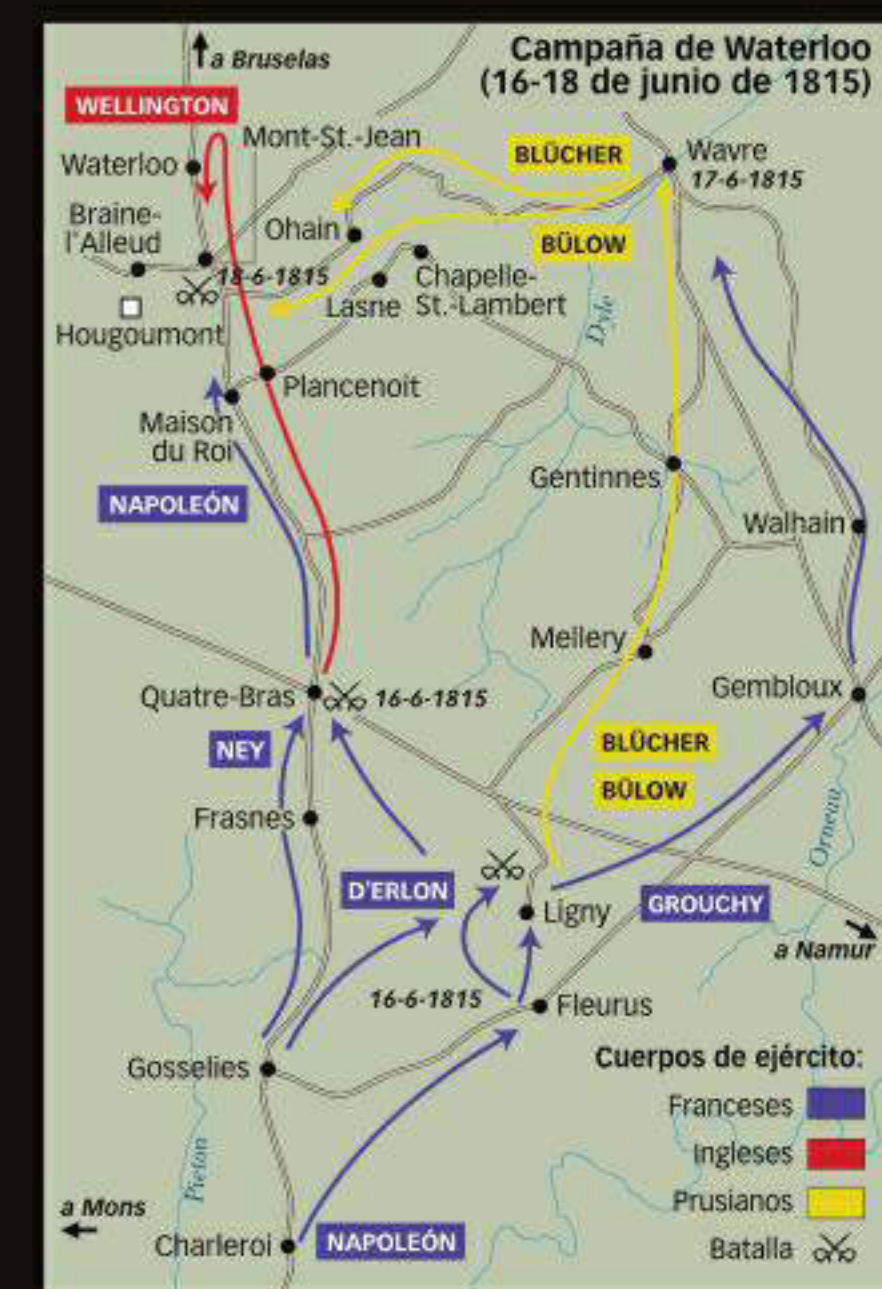 Campaña de Waterloo
(16-18 de junio de 1815)
a Bruselas
WELLINGTON
Mont-St.-Jean
Waterloo
BLÜCHER
Wavre
17-6-1815
Braine-
l'Alleud
Ohain
BÜLOW
18-6-1815
Lasne
Chapelle-
St.-Lambert
Dyle
Hougoumont
Plancenoit
Maison
du Roi
NAPOLEÓN
Gentinnes
Walhain
Mellery
Gembloux
Quatre-Bras
16-6-1815
NEY
BLÜCHER
BÜLOW
Frasnes
Orneau
D'ERLON
GROUCHY
Ligny
a Namur
16-6-1815
Fleurus
Gosselies
Cuerpos de ejército:
Franceses
Ingleses
Prusianos
Batalla
Pieton
a Mons
Charleroi
NAPOLEÓN